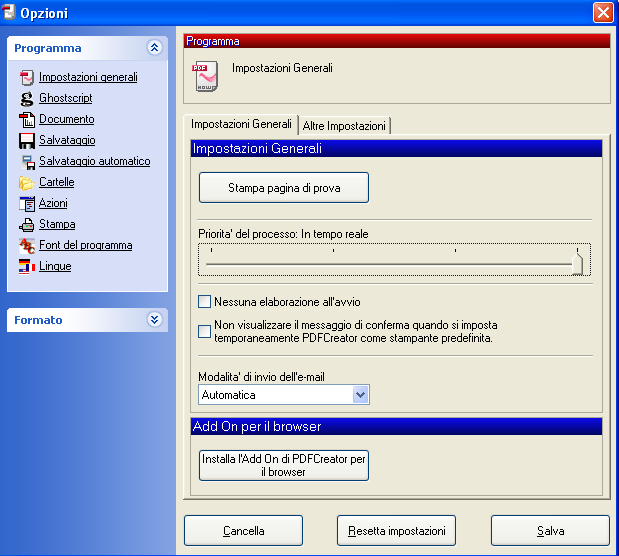 Opzioni
Programma
Impostazioni generali
Ghostscript
Documento
Salvataggio
Salvataggio automatico
Cartelle
Azioni
Stampa
Font del programma
Lingue
Formato
Programma
PDF
Impostazioni Generali
Impostazioni Generali
Altre Impostazioni
Impostazioni Generali
Stampa pagina di prova
Priorita' del processo: In tempo reale
Nessuna elaborazione all'avvio
Non visualizzare il messaggio di conferma quando si imposta
temporaneamente PDFCreator come stampante predefinita.
Modalita' di invio dell'e-mail
Automatica
Add On per il browser
Installa l'Add On di PDFCreator per
il browser
Cancella
Resetta impostazioni
Salva